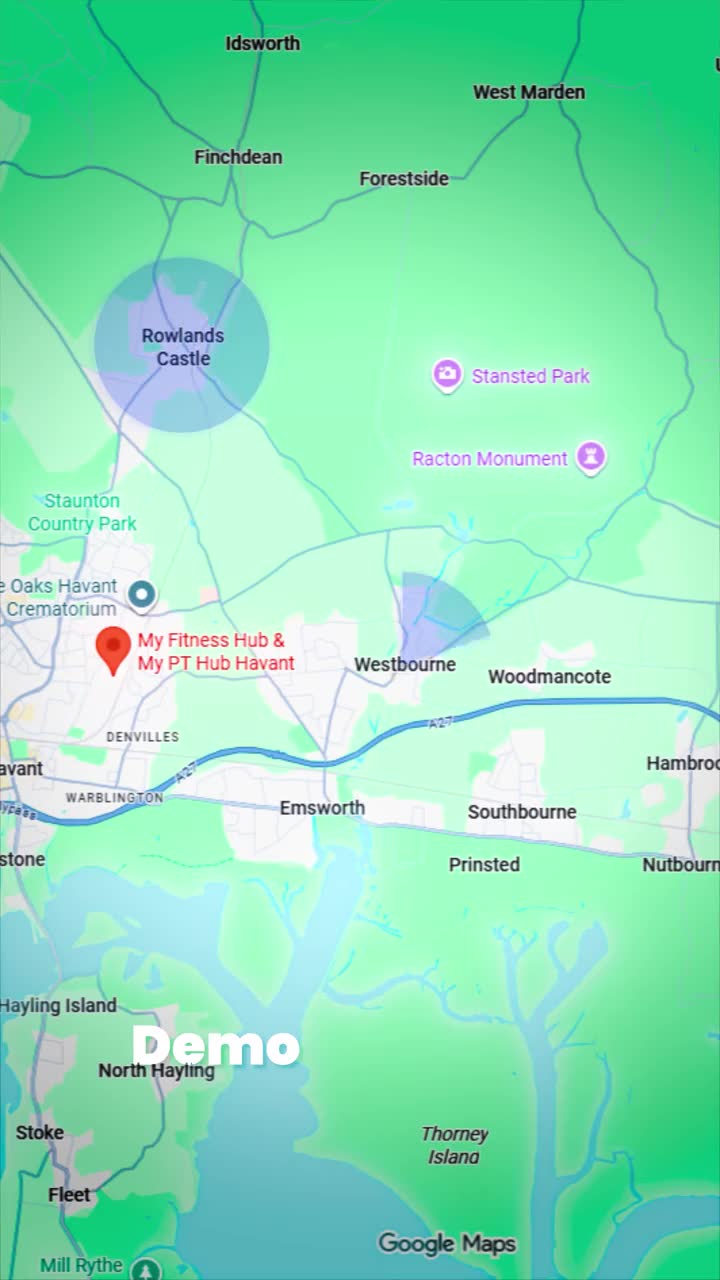 Idsworth
West Marden
Finchdean
Forestside
Rowlands
Castle
Stansted Park
Racton Monument
Staunton
Country Park
e Oaks Havant
Crematorium
My Fitness Hub &
My PT Hub Havant
Westbourne
Woodmancote
A27
DENVILLES
Hambroo
avant
A27
WARBLINGTON
ypass
Emsworth
Southbourne
stone
Prinsted
Nutbourn
Hayling Island
Demo
North Hayling
Stoke
Thorney
Island
Fleet
Google Maps
Mill Rythe